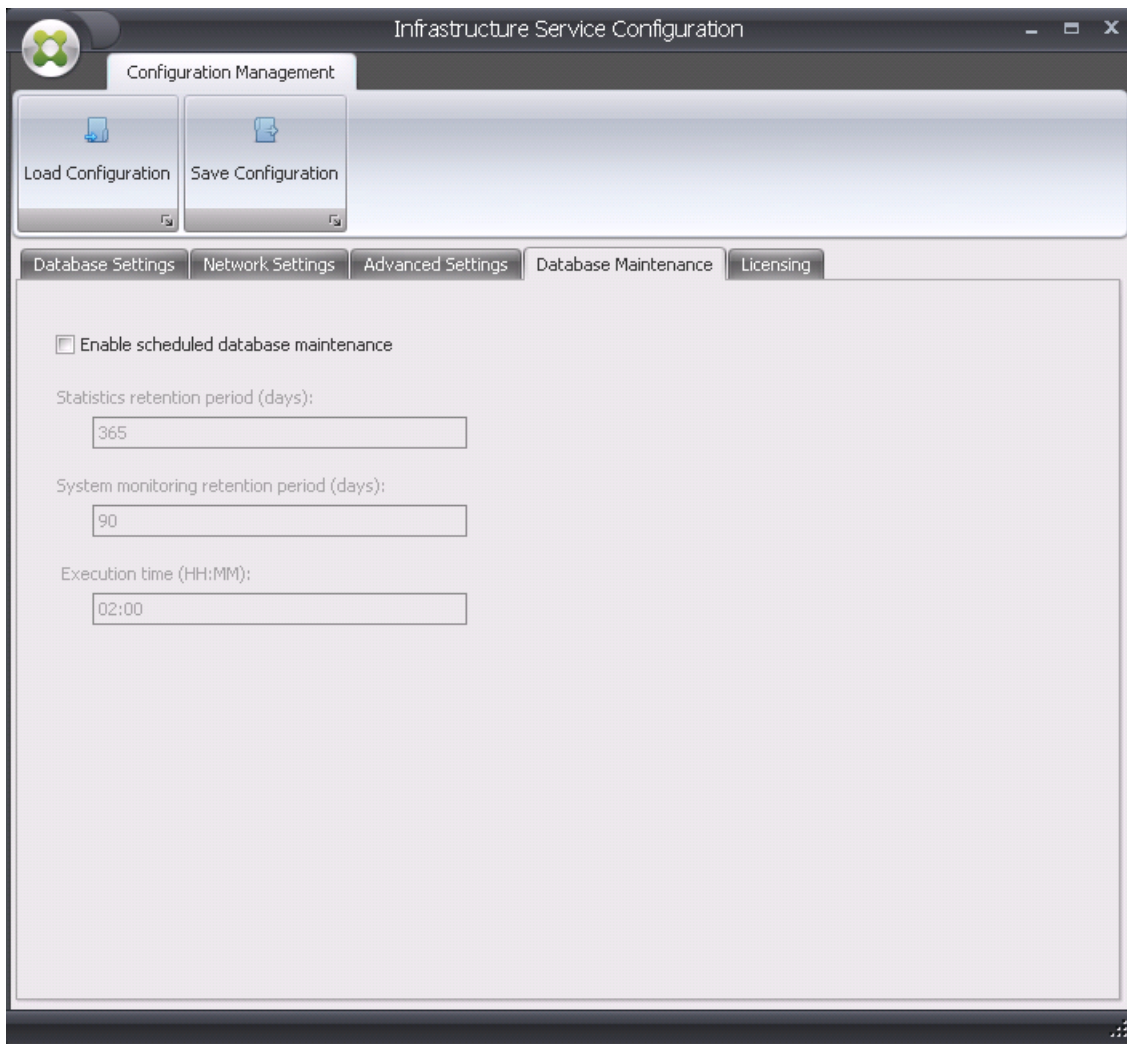 Infrastructure Service Configuration
Configuration Management
Load Configuration
Save Configuration
Database Settings
Network Settings
Advanced Settings
Database Maintenance
Licensing
Enable scheduled database maintenance
Statistics retention period (days):
365
System monitoring retention period (days):
90
Execution time (HH:MM):
02:00